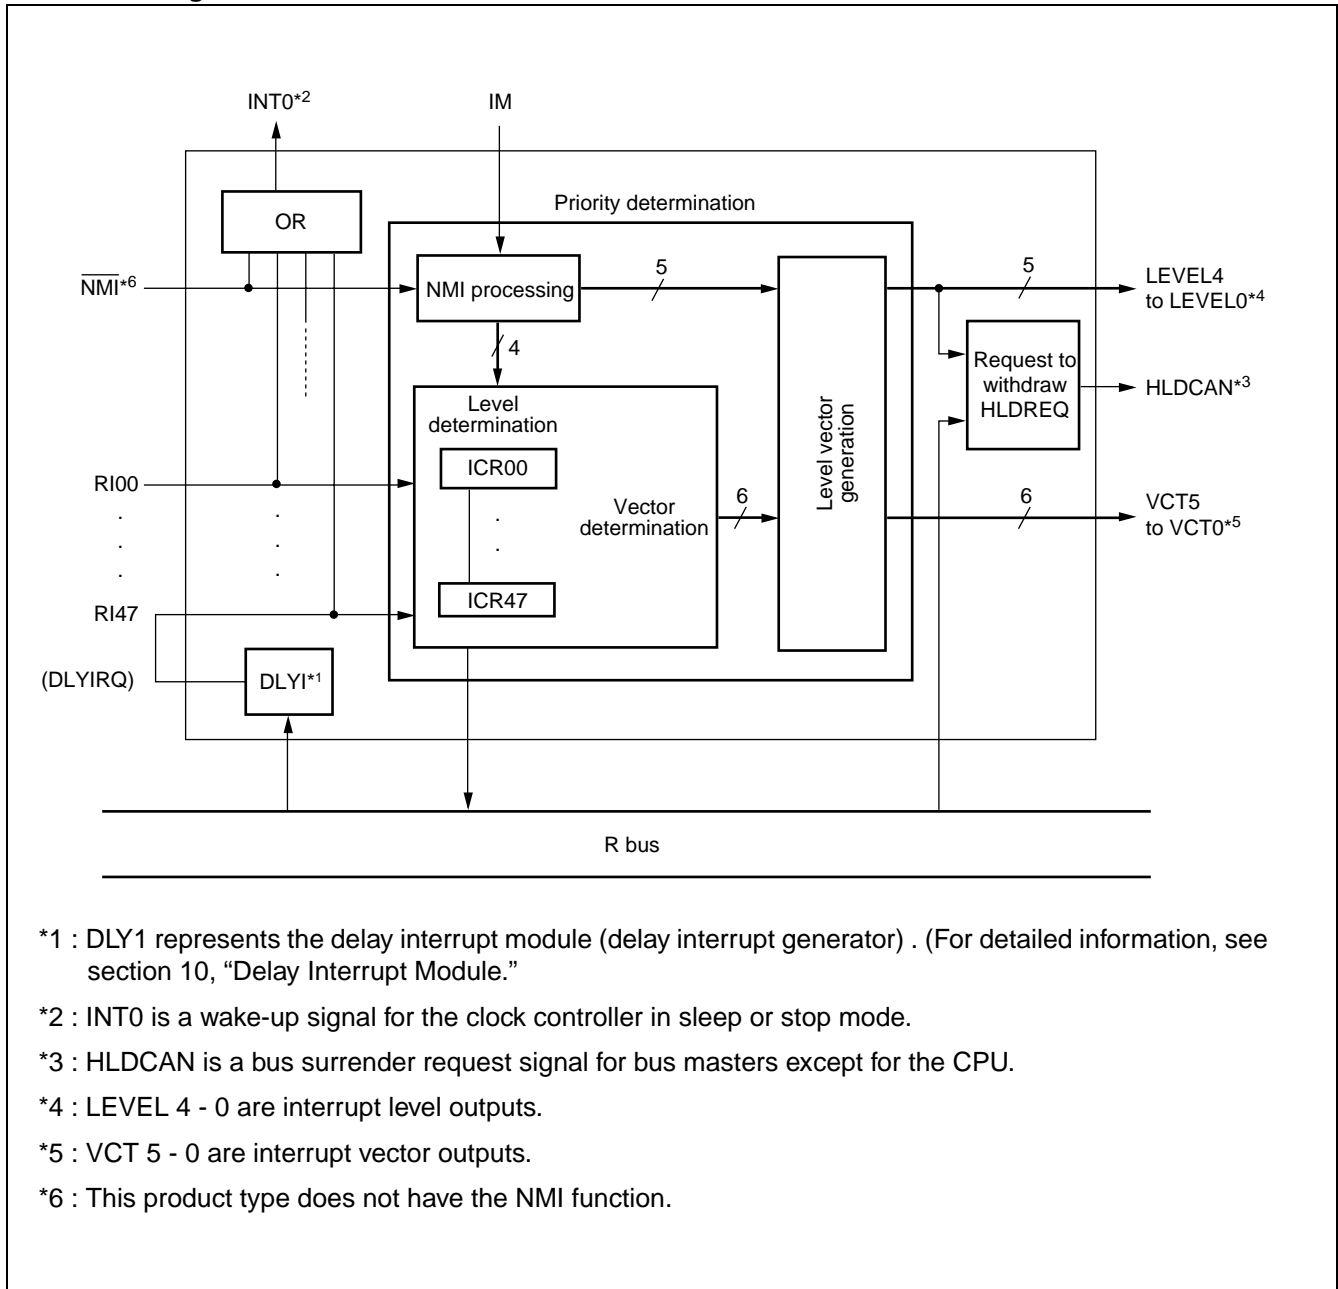 INT0*2
IM
Priority determination
OR
NMI*6
NMI processing
5
5
LEVEL4
to LEVEL0*4
4
Request to
withdraw
HLDREQ
HLDCAN*3
Level
determination
ICR00
Level vector
generation
RI00
.
.
.
.
.
.
.
.
Vector
determination
6
6
VCT5
to VCT0*5
RI47
ICR47
(DLYIRQ)
DLYI*1
R bus
*1 : DLY1 represents the delay interrupt module (delay interrupt generator) . (For detailed information, see
section 10, “Delay Interrupt Module.”
*2 : INT0 is a wake-up signal for the clock controller in sleep or stop mode.
*3 : HLDCAN is a bus surrender request signal for bus masters except for the CPU.
*4 : LEVEL 4 - 0 are interrupt level outputs.
*5 : VCT 5 - 0 are interrupt vector outputs.
*6 : This product type does not have the NMI function.